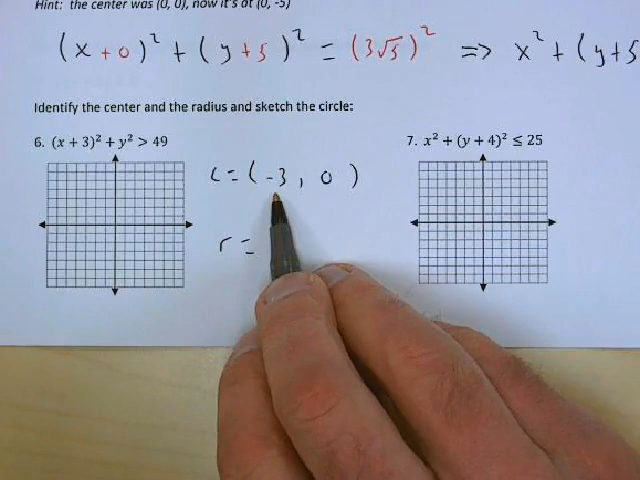 Hint: the center was (0, 0), now it's at (0, -5)
(x + 0)² + (y + 5)² = (3√5)² => x² + (y + 5
Identify the center and the radius and sketch the circle:
6. (x + 3)² + y² > 49
7. x² + (y + 4)² ≤ 25
c = (-3, 0)
r =